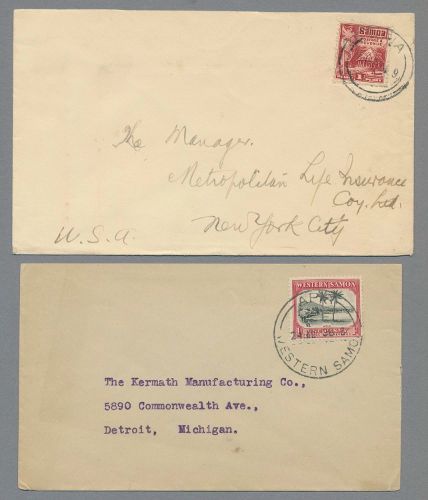 Samoa
The Manager.
Metropolitan Life Insurance
Coy. Ltd.
New York City
U.S.A.
WESTERN SAMOA
APIA
WESTERN SAMOA
The Kermath Manufacturing Co.,
5890 Commonwealth Ave.,
Detroit, Michigan.